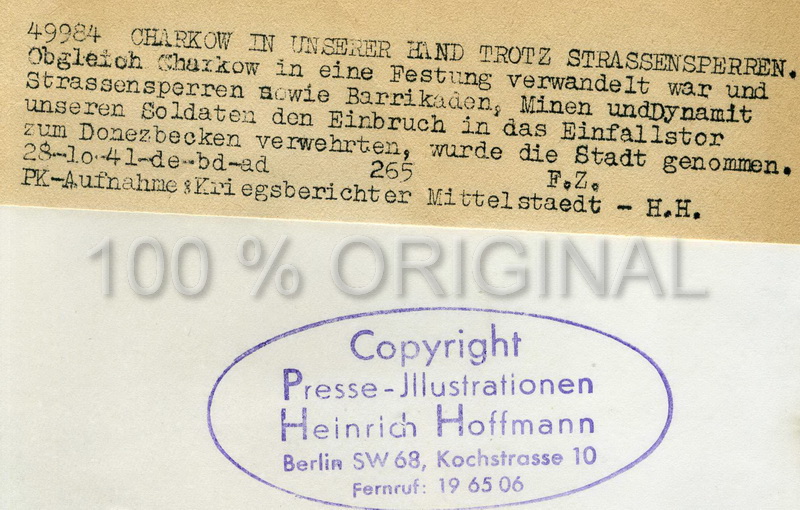 49984 CHARKOW IN UNSERER HAND TROTZ STRASSENSPERREN.
Obgleich Charkow in eine Festung verwandelt war und
Strassensperren sowie Barrikaden, Minen undDynamit
unseren Soldaten den Einbruch in das Einfallstor
zum Donezbecken verwehrten, wurde die Stadt genommen.
28-10-41-de-bd-ad 265 F.Z.
PK-Aufnahme:Kriegsberichter Mittelstaedt - H.H.
100 % ORIGINAL
Copyright
Presse-Jllustrationen
Heinrich Hoffmann
Berlin SW 68, Kochstrasse 10
Fernruf: 19 65 06